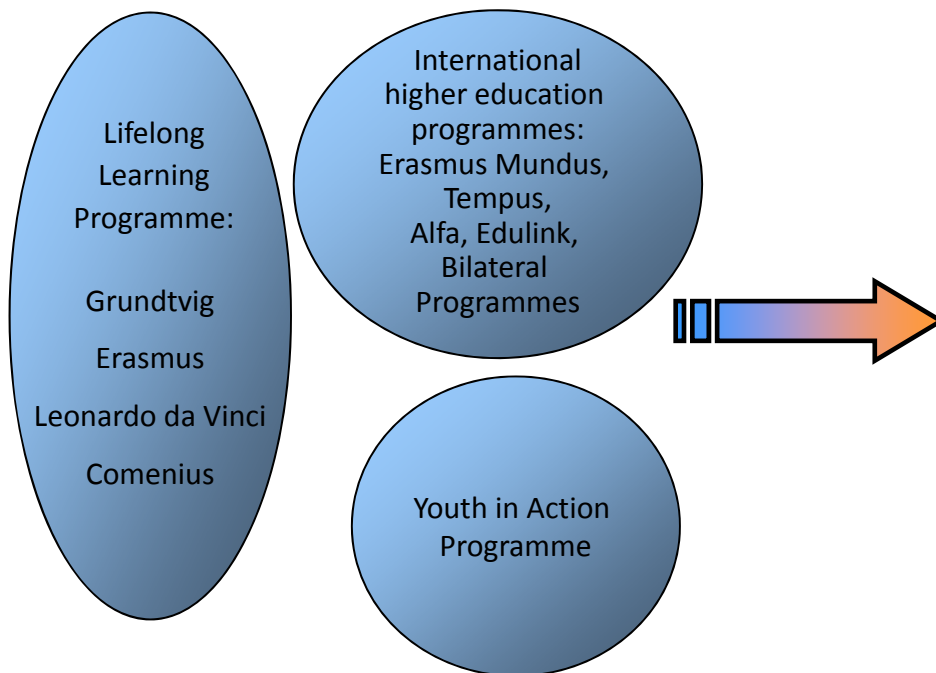 Lifelong
Learning
Programme:
Grundtvig
Erasmus
Leonardo da Vinci
Comenius
International
higher education
programmes:
Erasmus Mundus,
Tempus,
Alfa, Edulink,
Bilateral
Programmes
Youth in Action
Programme